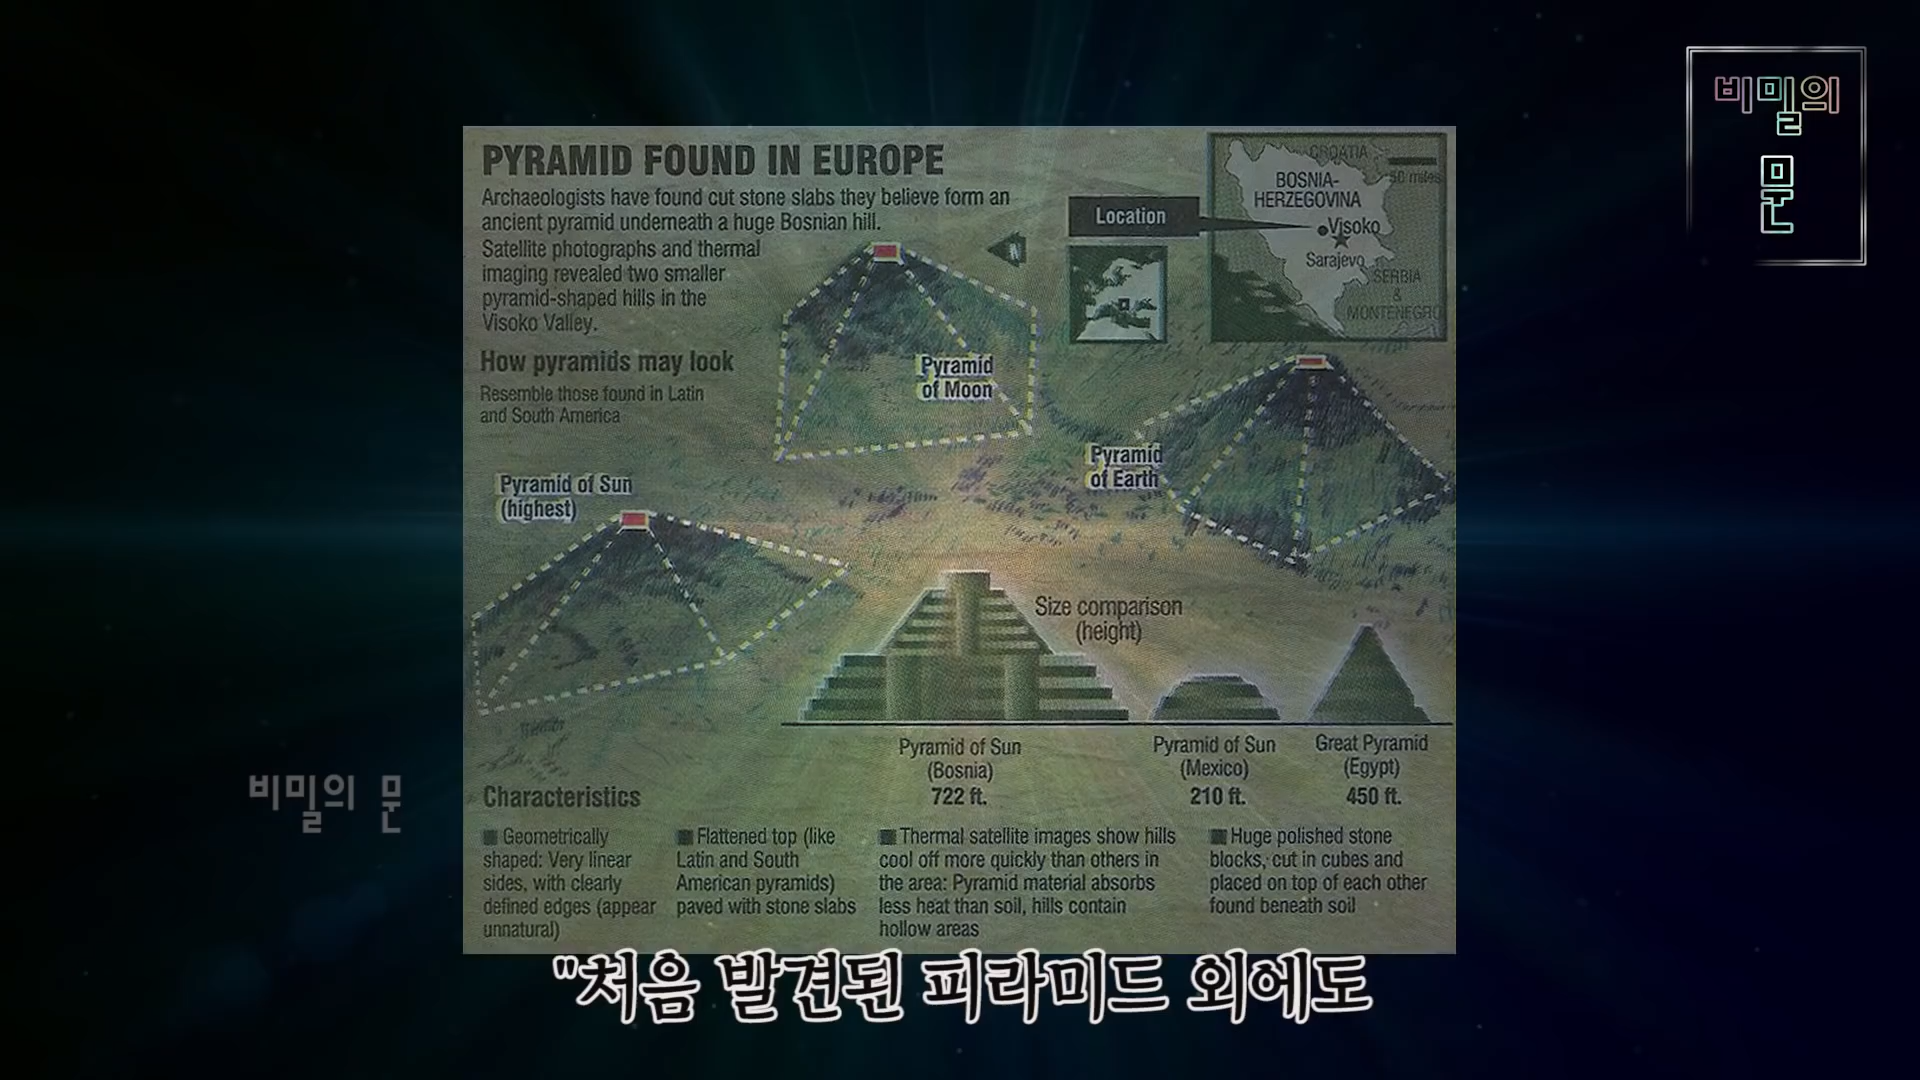 비밀의
문
PYRAMID FOUND IN EUROPE
Archaeologists have found cut stone slabs they believe form an
ancient pyramid underneath a huge Bosnian hill.
Satellite photographs and thermal
imaging revealed two smaller
pyramid-shaped hills in the
Visoko Valley.
How pyramids may look
Resemble those found in Latin
and South America
Location
N
CROATIA
50 miles
BOSNIA-
HERZEGOVINA
Visoko
Sarajevo
SERBIA
&
MONTENEGRO
Pyramid
of Moon
Pyramid
of Earth
Pyramid of Sun
(highest)
Size comparison
(height)
Pyramid of Sun
(Bosnia)
722 ft.
Pyramid of Sun
(Mexico)
210 ft.
Great Pyramid
(Egypt)
450 ft.
비밀의 문
Characteristics
Geometrically
shaped: Very linear
sides, with clearly
defined edges (appear
unnatural)
Flattened top (like
Latin and South
American pyramids)
paved with stone slabs
Thermal satellite images show hills
cool off more quickly than others in
the area: Pyramid material absorbs
less heat than soil, hills contain
hollow areas
Huge polished stone
blocks, cut in cubes and
placed on top of each other
found beneath soil
"처음 발견된 피라미드 외에도